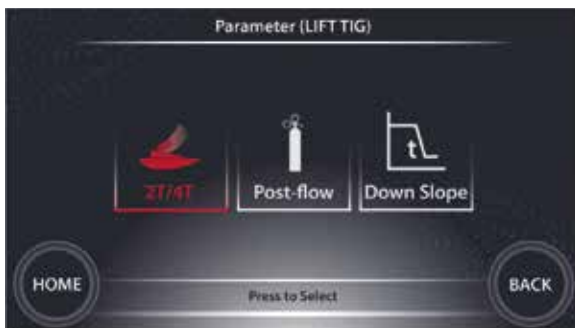 Parameter (LIFT TIG)
2T/4T
Post-flow
Down Slope
t
HOME
Press to Select
BACK